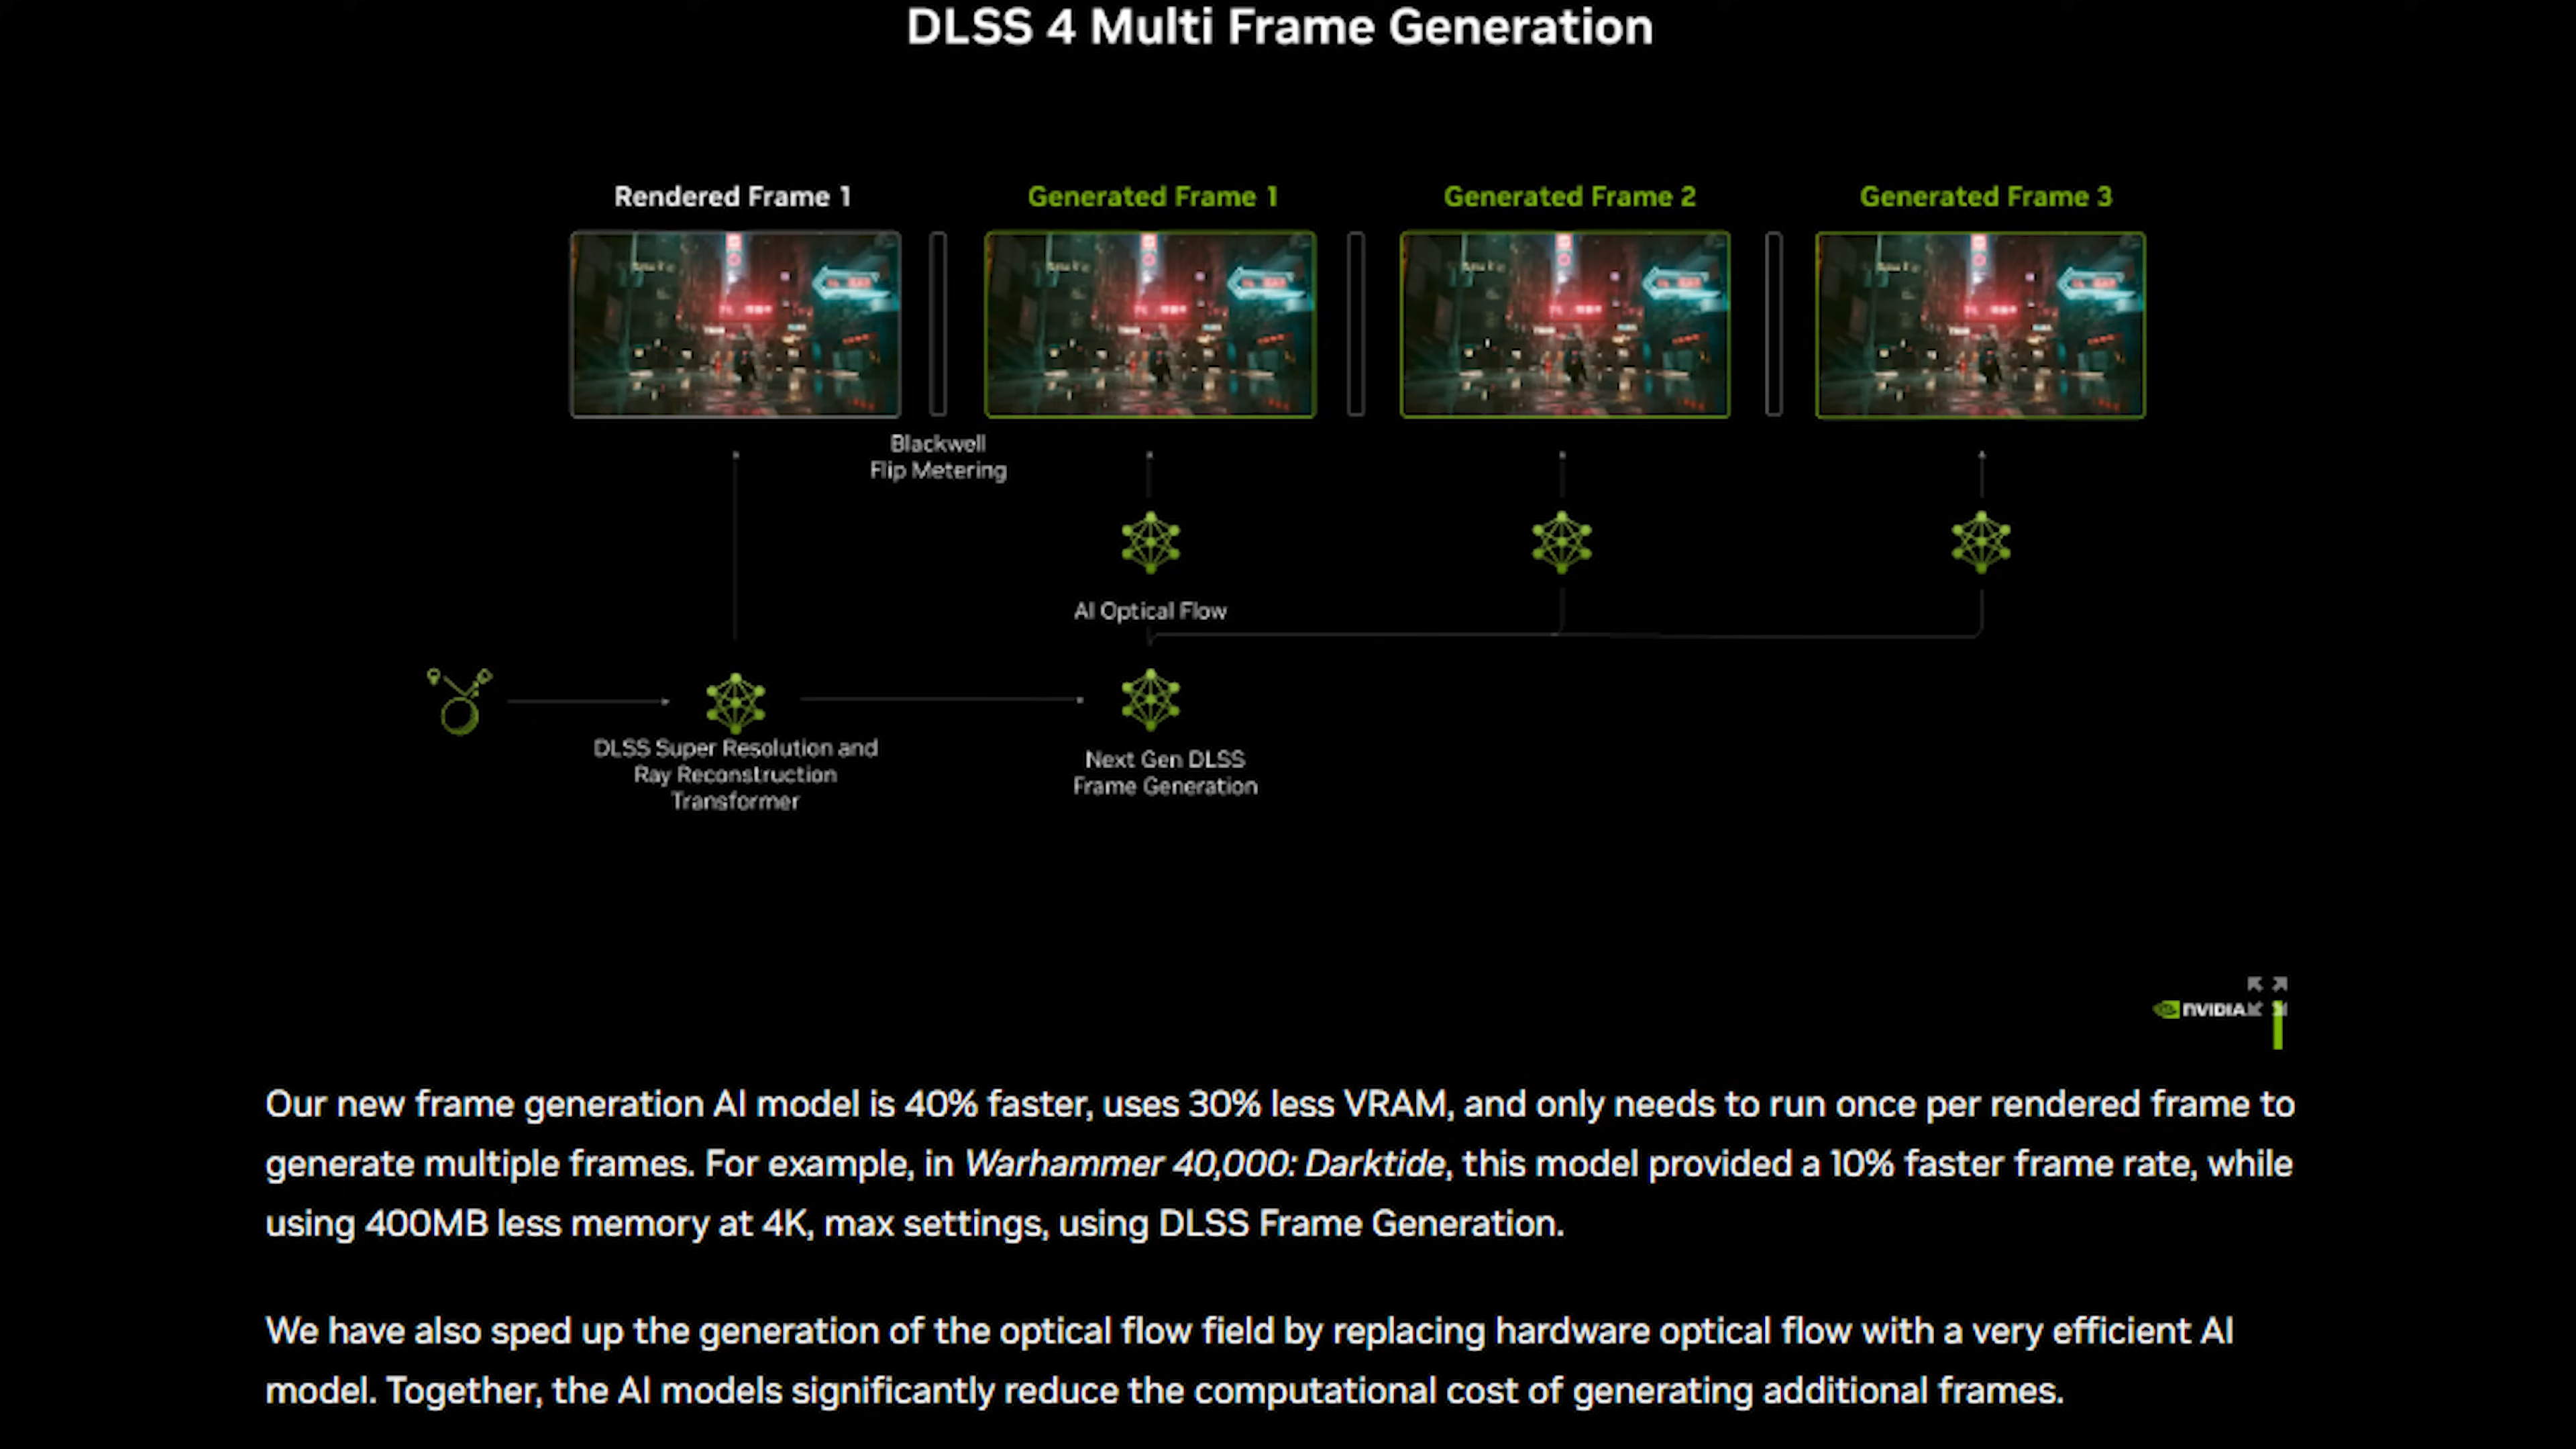 DLSS 4 Multi Frame Generation
Rendered Frame 1
Generated Frame 1
Generated Frame 2
Generated Frame 3
Blackwell
Flip Metering
AI Optical Flow
DLSS Super Resolution and
Ray Reconstruction
Transformer
Next Gen DLSS
Frame Generation
NVIDIA
Our new frame generation AI model is 40% faster, uses 30% less VRAM, and only needs to run once per rendered frame to
generate multiple frames. For example, in Warhammer 40,000: Darktide, this model provided a 10% faster frame rate, while
using 400MB less memory at 4K, max settings, using DLSS Frame Generation.
We have also sped up the generation of the optical flow field by replacing hardware optical flow with a very efficient AI
model. Together, the AI models significantly reduce the computational cost of generating additional frames.